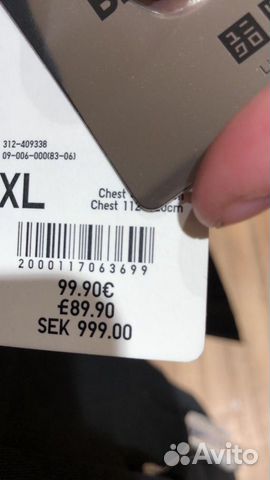 312-409338
09-006-000(83-06)
XL
Chest
Chest 112
cm
2000117063699
99.90€
£89.90
SEK 999.00
Avito